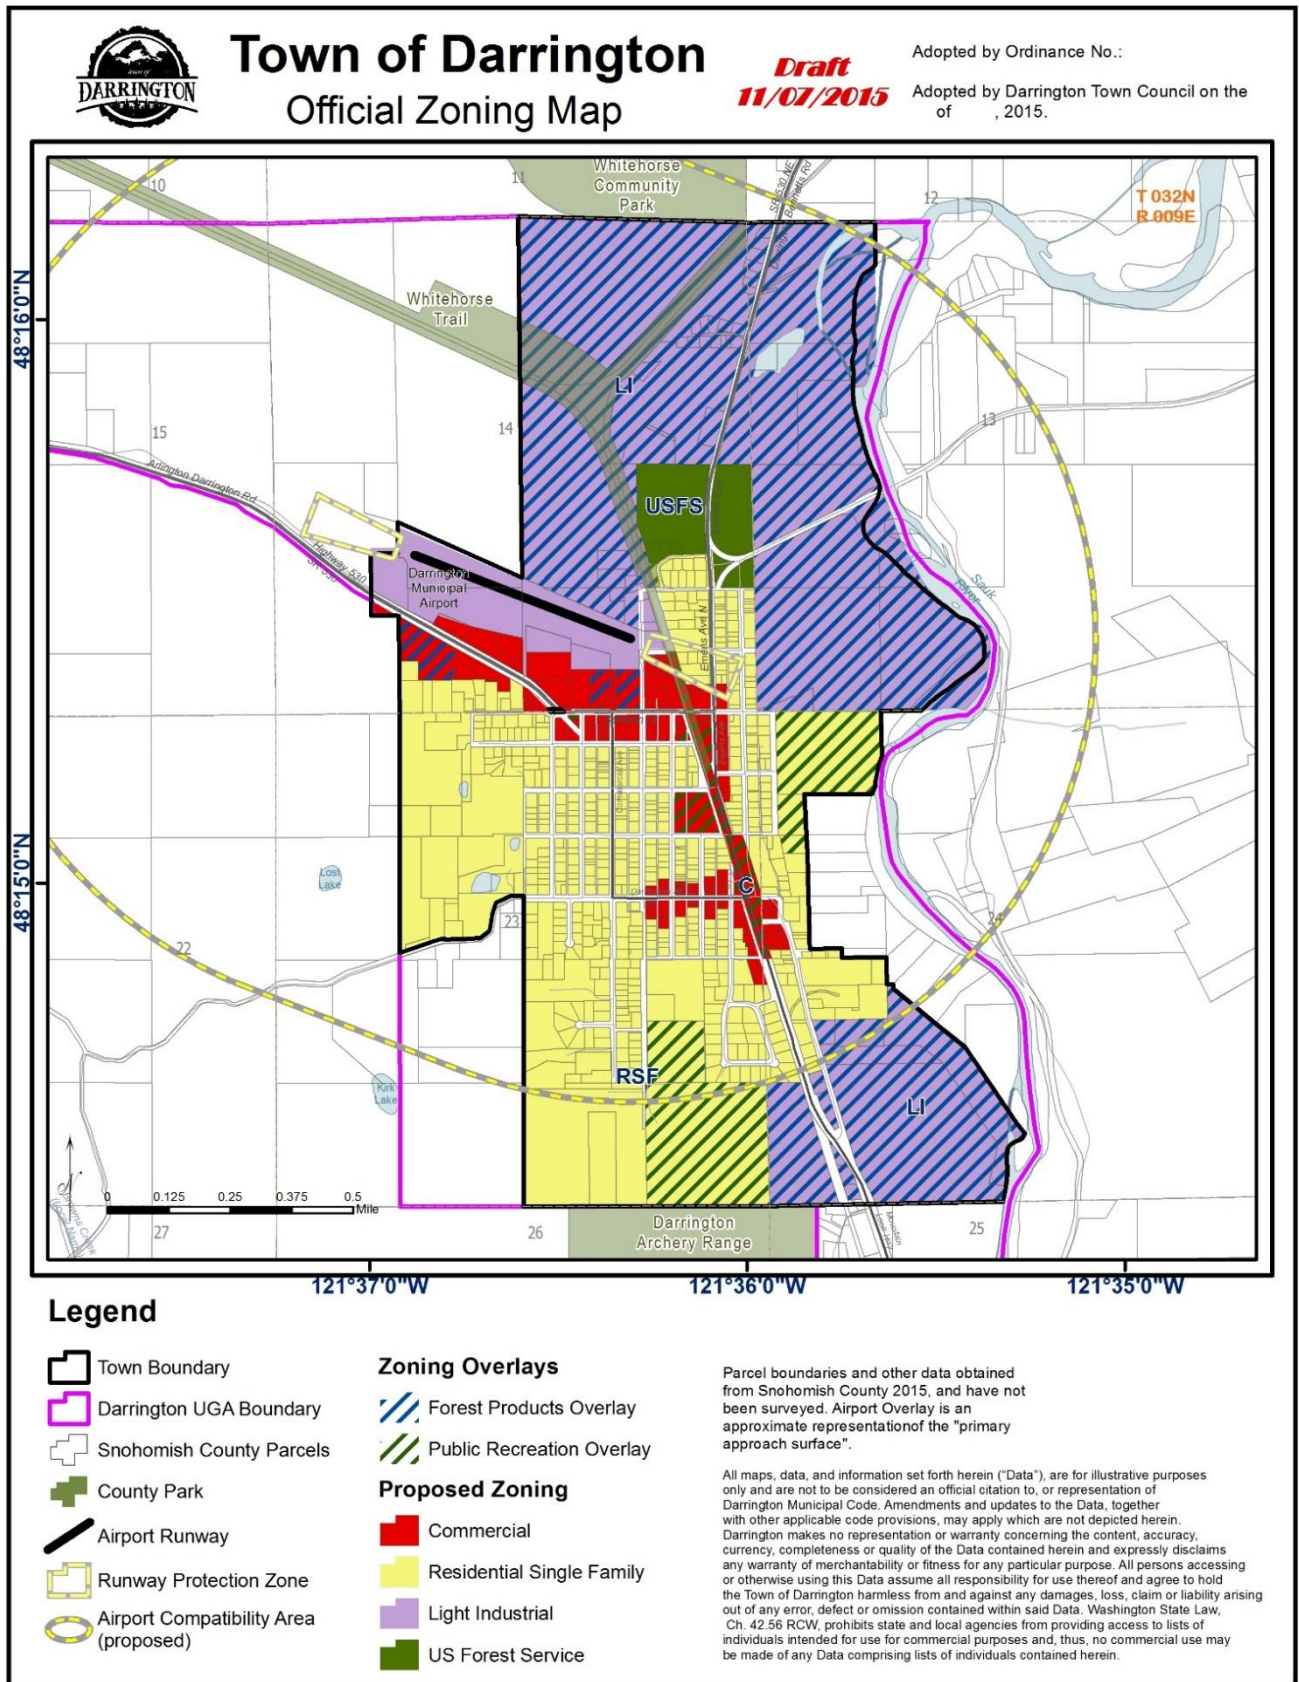 town of
DARRINGTON
Town of Darrington
Official Zoning Map
Draft
11/07/2015
Adopted by Ordinance No.:
Adopted by Darrington Town Council on the
of , 2015.
Whitehorse
Community
Park
10
11
12
SR 530 NE
T 032N
R 009E
48°16'0"N
Whitehorse
Trail
LI
15
14
13
Arlington Darrington Rd
USFS
Highway 530
SR 530
Darrington
Municipal
Airport
Sauk
River
Emens Ave N
48°15'0"N
Lost
Lake
C
22
23
24
Kirk
Lake
RSF
LI
0 0.125 0.25 0.375 0.5
Mile
27
26
25
Darrington
Archery Range
Mountain
121°37'0"W
121°36'0"W
121°35'0"W
Legend
Town Boundary
Darrington UGA Boundary
Snohomish County Parcels
County Park
Airport Runway
Runway Protection Zone
Airport Compatibility Area
(proposed)
Zoning Overlays
Forest Products Overlay
Public Recreation Overlay
Proposed Zoning
Commercial
Residential Single Family
Light Industrial
US Forest Service
Parcel boundaries and other data obtained
from Snohomish County 2015, and have not
been surveyed. Airport Overlay is an
approximate representationof the "primary
approach surface".
All maps, data, and information set forth herein (“Data”), are for illustrative purposes
only and are not to be considered an official citation to, or representation of
Darrington Municipal Code. Amendments and updates to the Data, together
with other applicable code provisions, may apply which are not depicted herein.
Darrington makes no representation or warranty concerning the content, accuracy,
currency, completeness or quality of the Data contained herein and expressly disclaims
any warranty of merchantability or fitness for any particular purpose. All persons accessing
or otherwise using this Data assume all responsibility for use thereof and agree to hold
the Town of Darrington harmless from and against any damages, loss, claim or liability arising
out of any error, defect or omission contained within said Data. Washington State Law,
Ch. 42.56 RCW, prohibits state and local agencies from providing access to lists of
individuals intended for use for commercial purposes and, thus, no commercial use may
be made of any Data comprising lists of individuals contained herein.